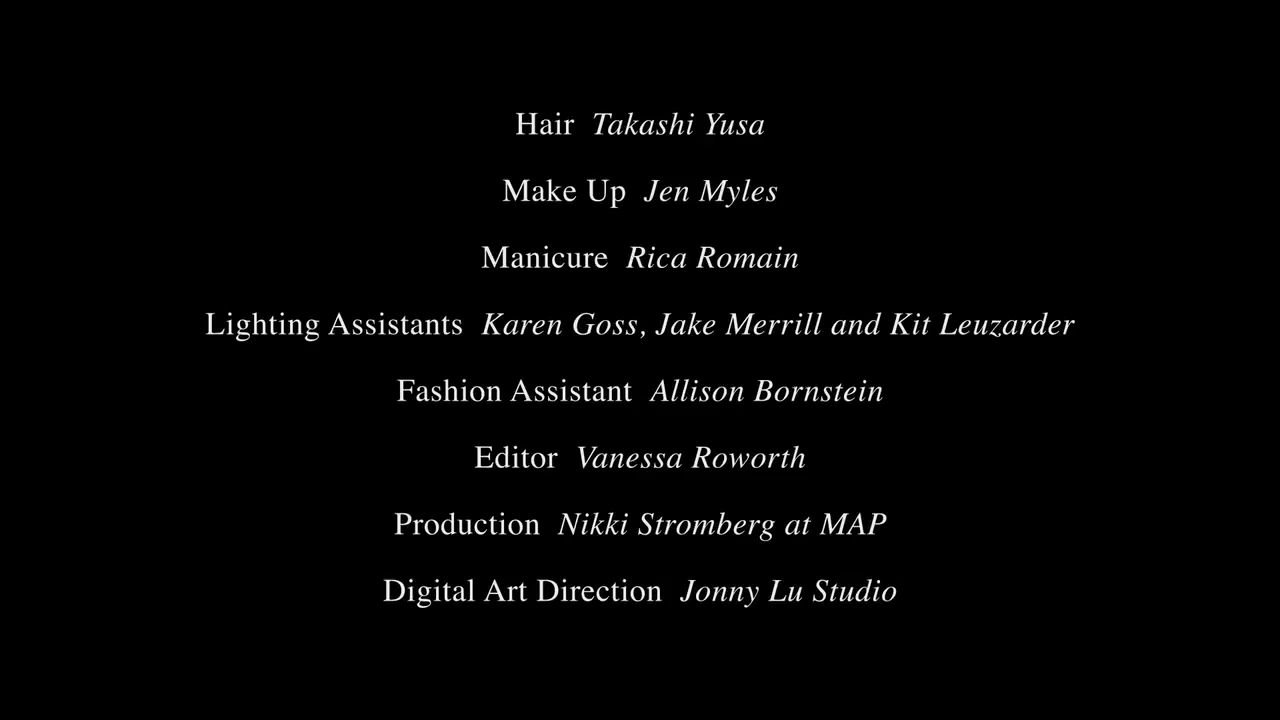 Hair Takashi Yusa
Make Up Jen Myles
Manicure Rica Romain
Lighting Assistants Karen Goss, Jake Merrill and Kit Leuzarder
Fashion Assistant Allison Bornstein
Editor Vanessa Roworth
Production Nikki Stromberg at MAP
Digital Art Direction Jonny Lu Studio